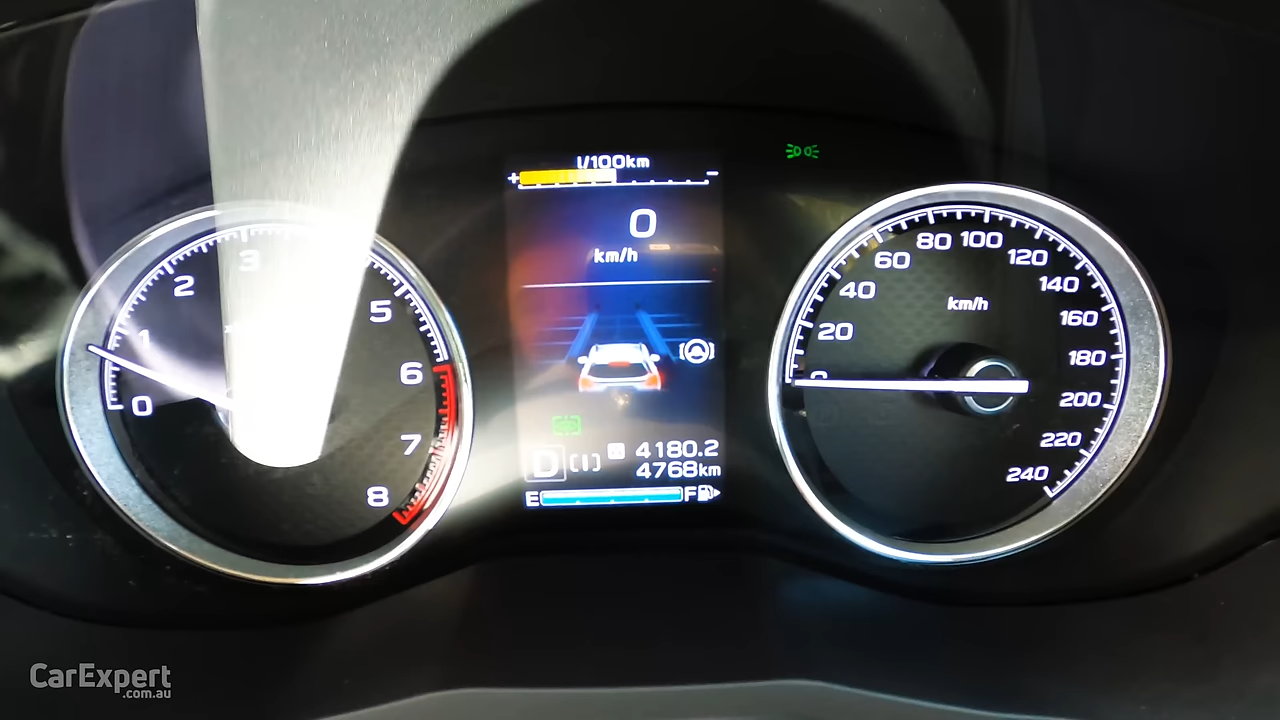 l/100km
+ -
0
km/h
D [I] 4180.2
4768km
E F
0
1
2
3
5
6
7
8
0
20
40
60
80
100
120
140
160
180
200
220
240
km/h
CarExpert
.com.au